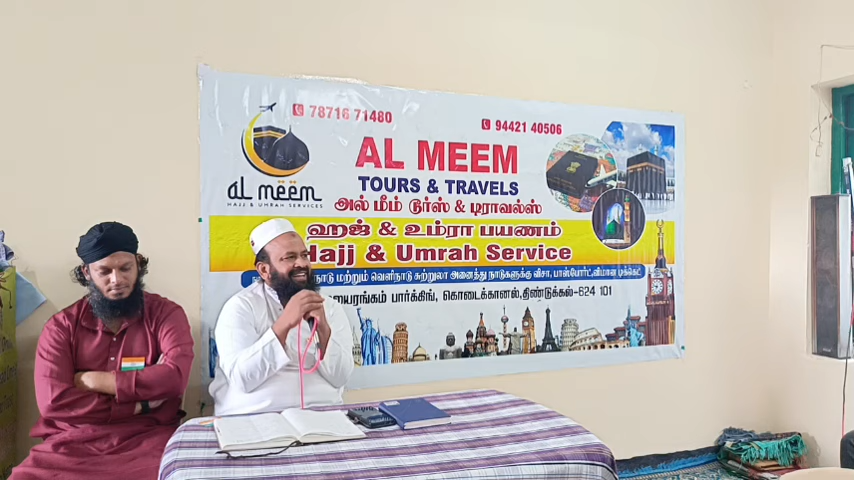 78716 71480
94421 40506
AL MEEM
TOURS & TRAVELS
al meem
HAJJ & UMRAH SERVICES
அல் மீம் டூர்ஸ் & டிராவல்ஸ்
ஹஜ் & உம்ரா பயணம்
Hajj & Umrah Service
நாடு மற்றும் வெளிநாடு சுற்றுலா அனைத்து நாடுகளுக்கு விசா, பாஸ்போர்ட், விமான டிக்கெட்
பார்க்கிங், கொடைக்கானல், திண்டுக்கல்-624 101